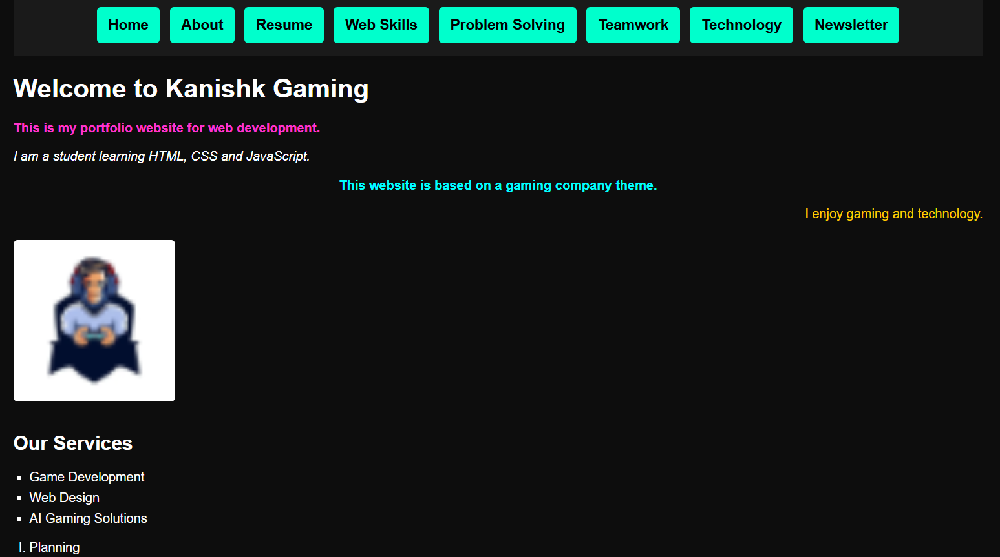 Home About Resume Web Skills Problem Solving Teamwork Technology Newsletter
Welcome to Kanishk Gaming
This is my portfolio website for web development.
I am a student learning HTML, CSS and JavaScript.
This website is based on a gaming company theme.
I enjoy gaming and technology.
Our Services
Game Development
Web Design
AI Gaming Solutions
I. Planning